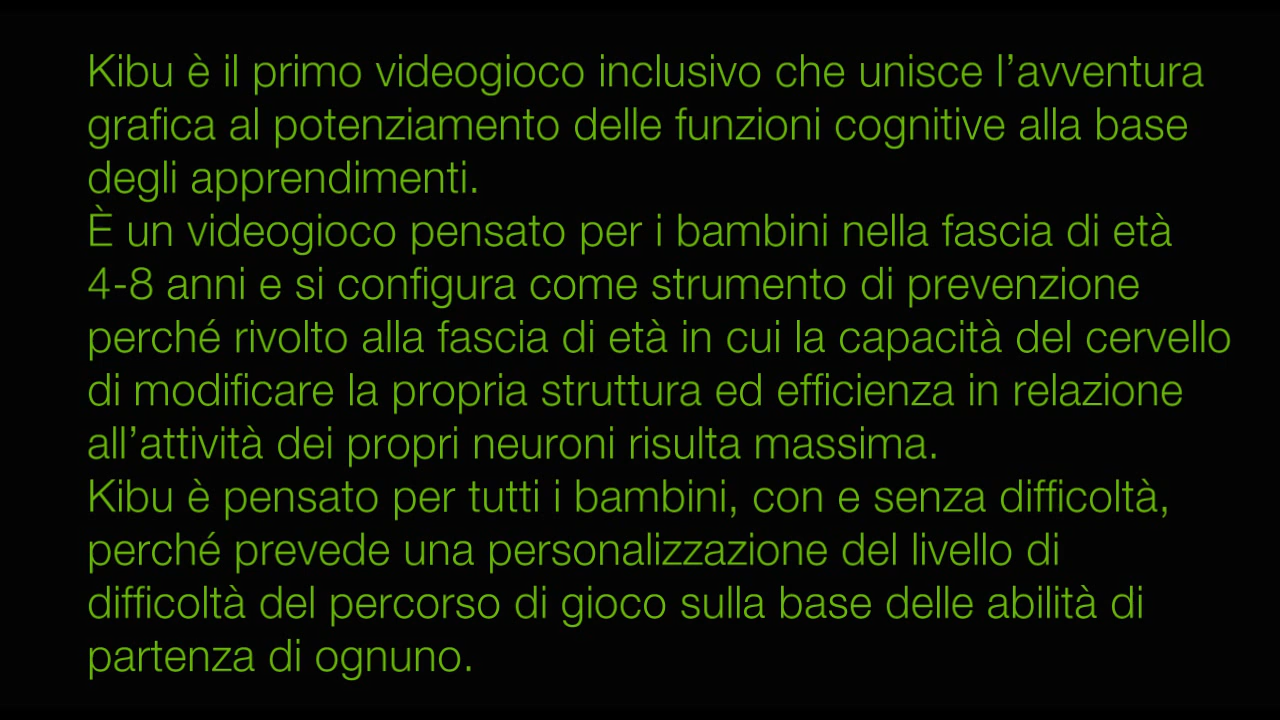 Kibu è il primo videogioco inclusivo che unisce l’avventura
grafica al potenziamento delle funzioni cognitive alla base
degli apprendimenti.
È un videogioco pensato per i bambini nella fascia di età
4-8 anni e si configura come strumento di prevenzione
perché rivolto alla fascia di età in cui la capacità del cervello
di modificare la propria struttura ed efficienza in relazione
all’attività dei propri neuroni risulta massima.
Kibu è pensato per tutti i bambini, con e senza difficoltà,
perché prevede una personalizzazione del livello di
difficoltà del percorso di gioco sulla base delle abilità di
partenza di ognuno.